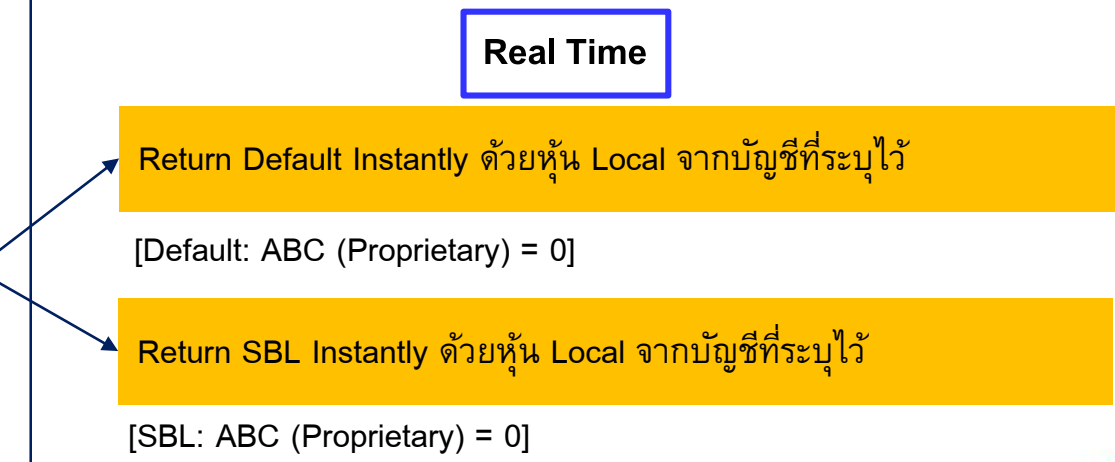 Real Time
Return Default Instantly ด้วยหุ้น Local จากบัญชีที่ระบุไว้
[Default: ABC (Proprietary) = 0]
Return SBL Instantly ด้วยหุ้น Local จากบัญชีที่ระบุไว้
[SBL: ABC (Proprietary) = 0]